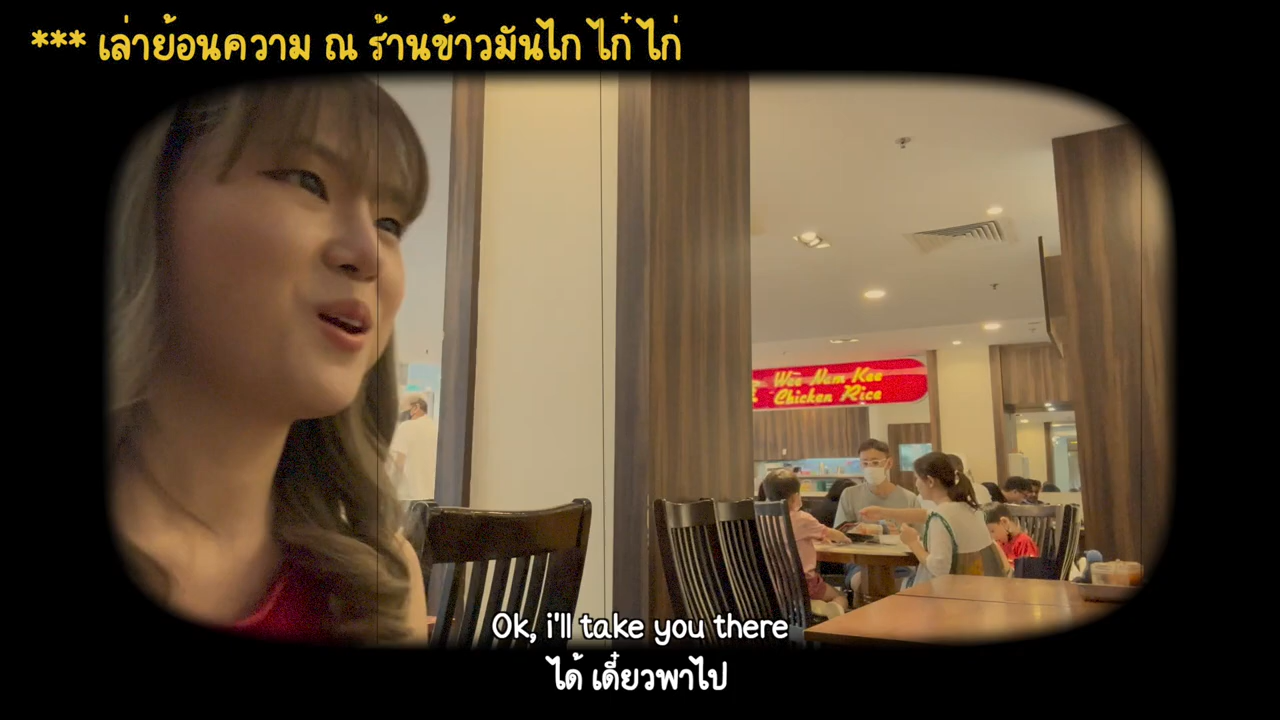 *** เล่าย้อนความ ณ ร้านข้าวมันไก ไก๋ ไก่
Wee Nam Kee
Chicken Rice
Ok, i'll take you there
ได้ เดี๋ยวพาไป